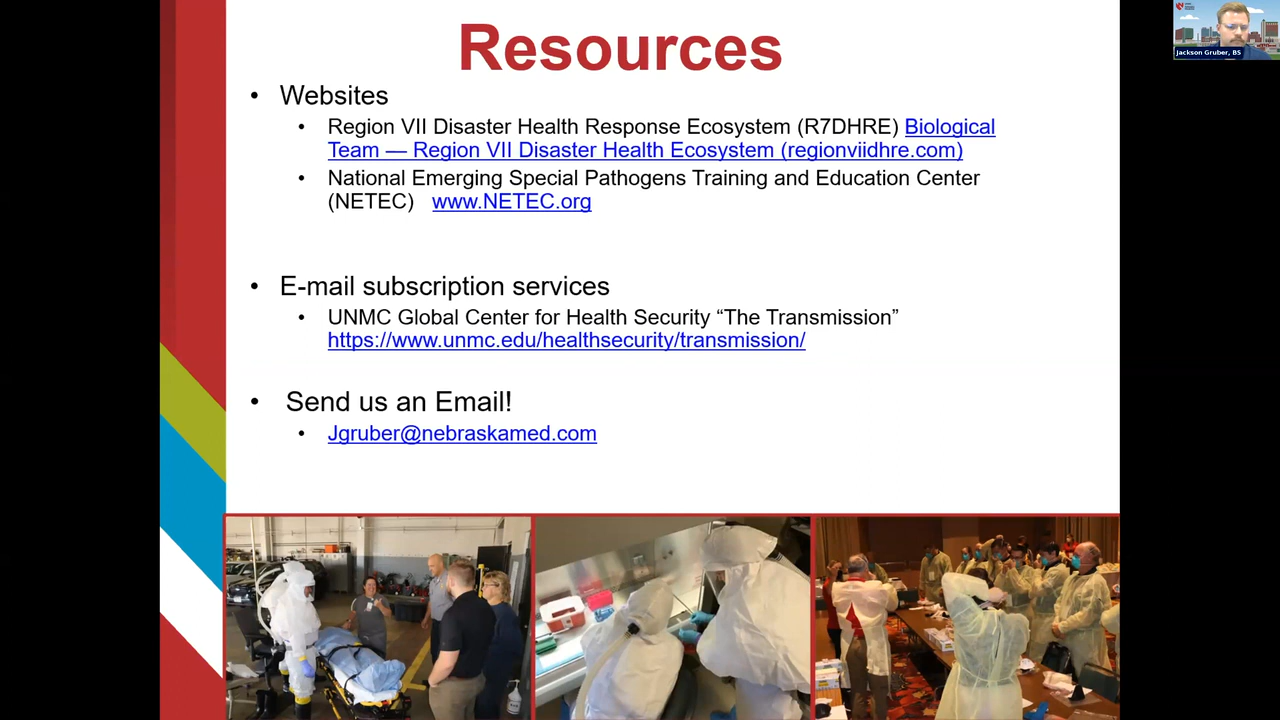 Resources
• Websites
• Region VII Disaster Health Response Ecosystem (R7DHRE) Biological
Team — Region VII Disaster Health Ecosystem (regionviidhre.com)
• National Emerging Special Pathogens Training and Education Center
(NETEC) www.NETEC.org
• E-mail subscription services
• UNMC Global Center for Health Security “The Transmission”
https://www.unmc.edu/healthsecurity/transmission/
• Send us an Email!
• Jgruber@nebraskamed.com
Jackson Gruber, BS